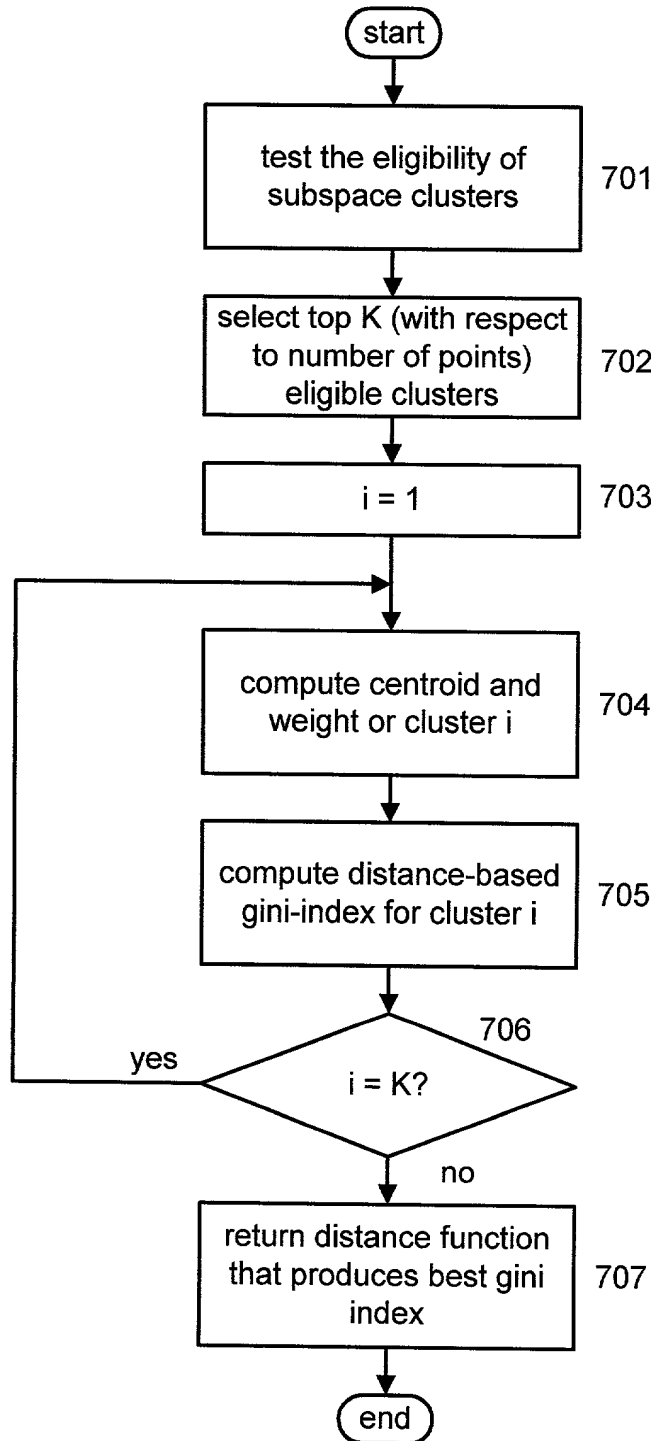 start
test the eligibility of
subspace clusters
701
select top K (with respect
to number of points)
eligible clusters
702
i = 1
703
compute centroid and
weight or cluster i
704
compute distance-based
gini-index for cluster i
705
706
yes
i = K?
no
return distance function
that produces best gini
index
707
end